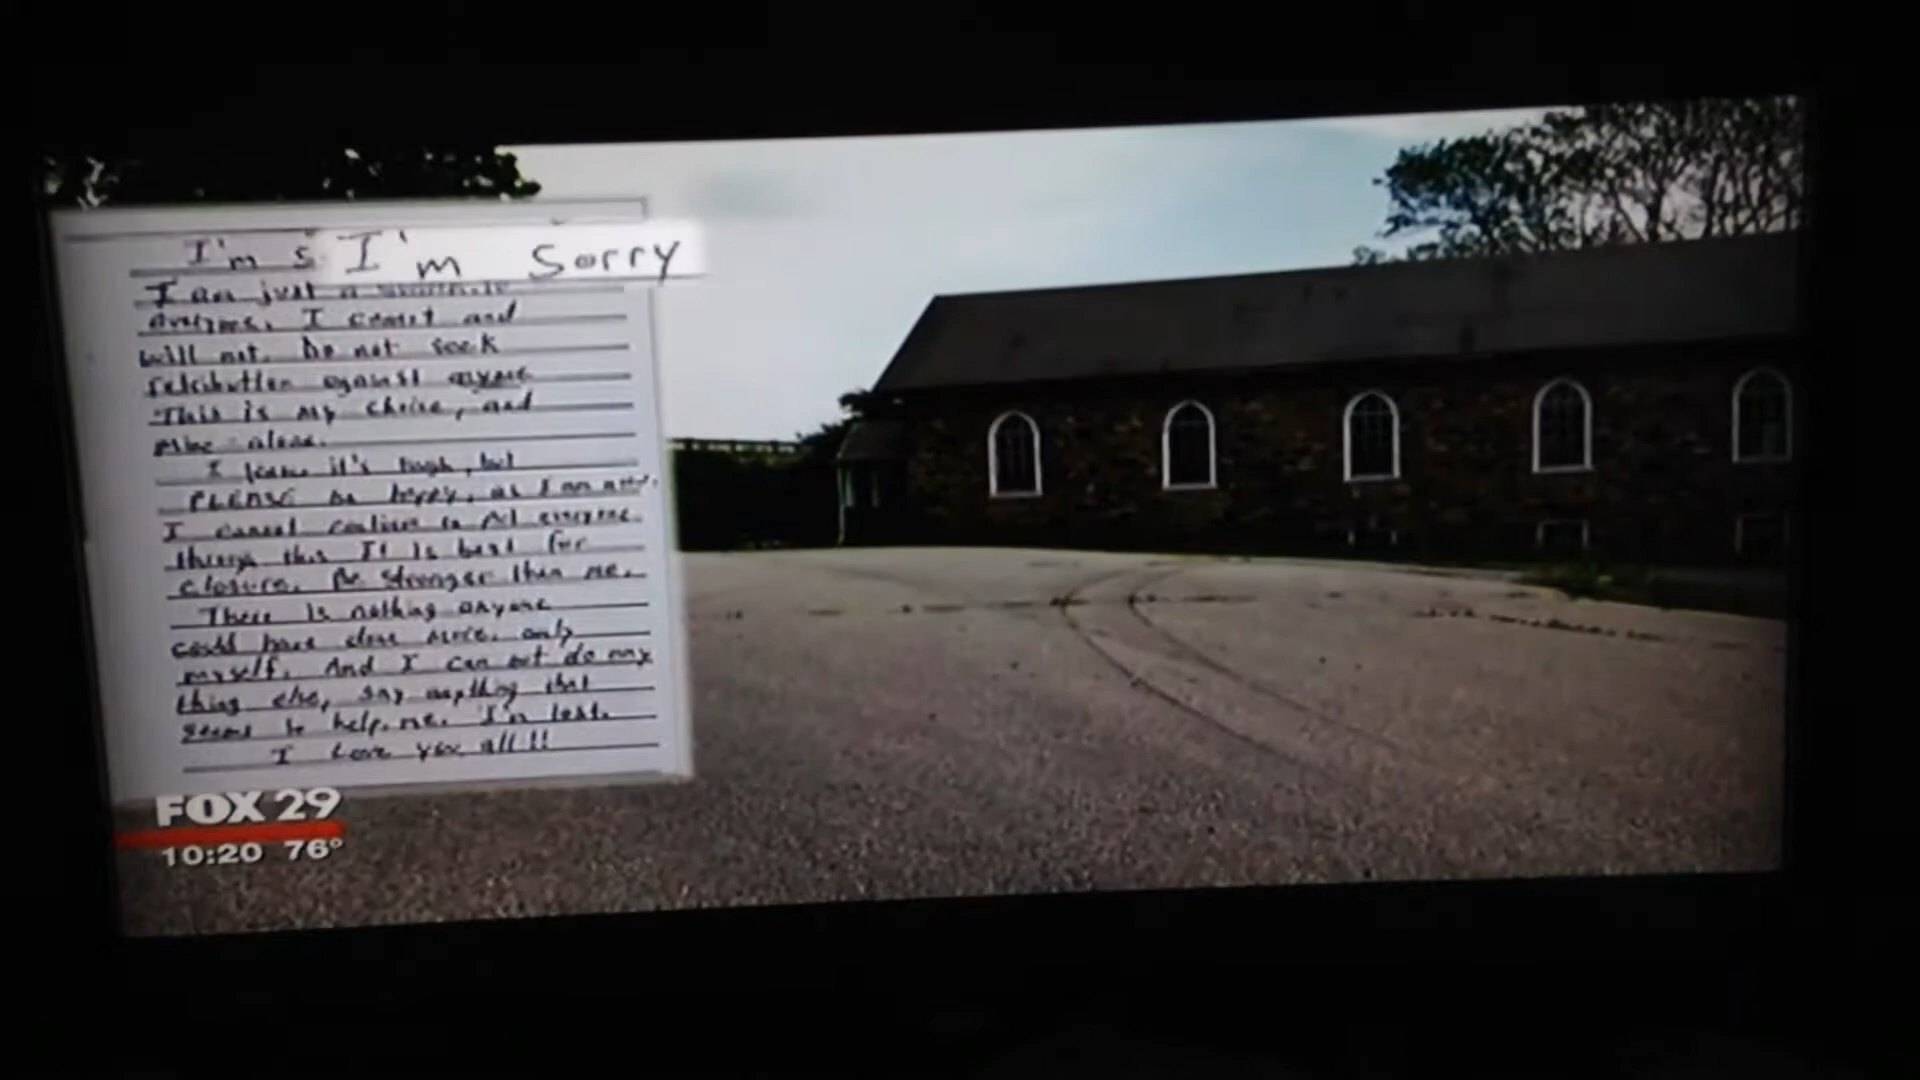 I'm s I'm Sorry
I am just a burden to
everyone. I cannot and
will not. Do not seek
retribution against anyone
This is my choice, and
mine alone.
I know it's tough, but
PLEASE be happy, as I am not.
I cannot continue to put everyone
through this It is best for
closure. Be stronger than me.
There is nothing anyone
could have done more. only
myself. And I can not do any
thing else, say anything that
seems to help me. I'm lost.
I Love you all!!
FOX 29
10:20 76°